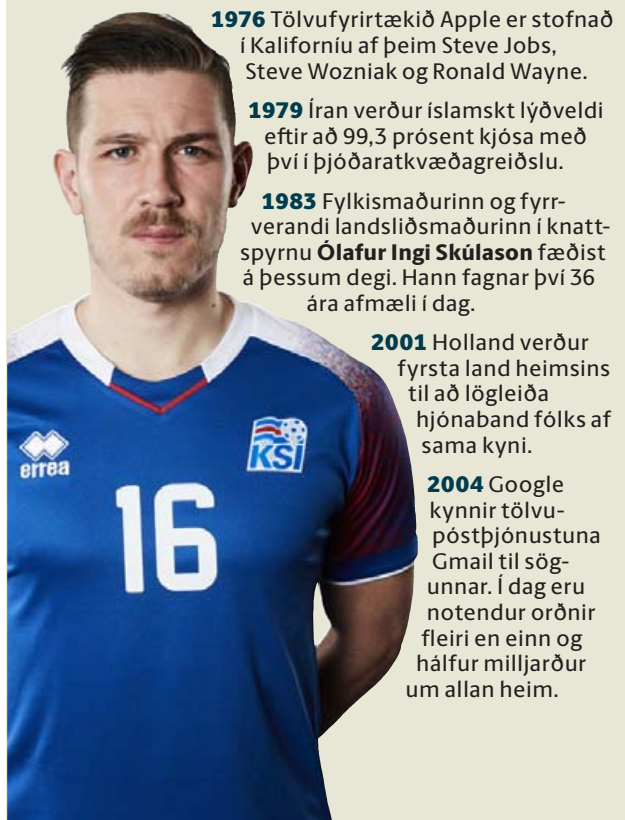 1976 Tölvufyrirtækið Apple er stofnað
í Kaliforníu af þeim Steve Jobs,
Steve Wozniak og Ronald Wayne.
1979 Íran verður íslamskt lýðveldi
eftir að 99,3 prósent kjósa með
því í þjóðaratkvæðagreiðslu.
1983 Fylkismaðurinn og fyrr-
verandi landsliðsmaðurinn í knatt-
spyrnu Ólafur Ingi Skúlason fæðist
á þessum degi. Hann fagnar því 36
ára afmæli í dag.
2001 Holland verður
fyrsta land heimsins
til að lögleiða
hjónaband fólks af
sama kyni.
2004 Google
kynnir tölvu-
póstþjónustuna
Gmail til sög-
unnar. Í dag eru
notendur orðnir
fleiri en einn og
hálfur milljarður
um allan heim.
errea
KSÍ
16